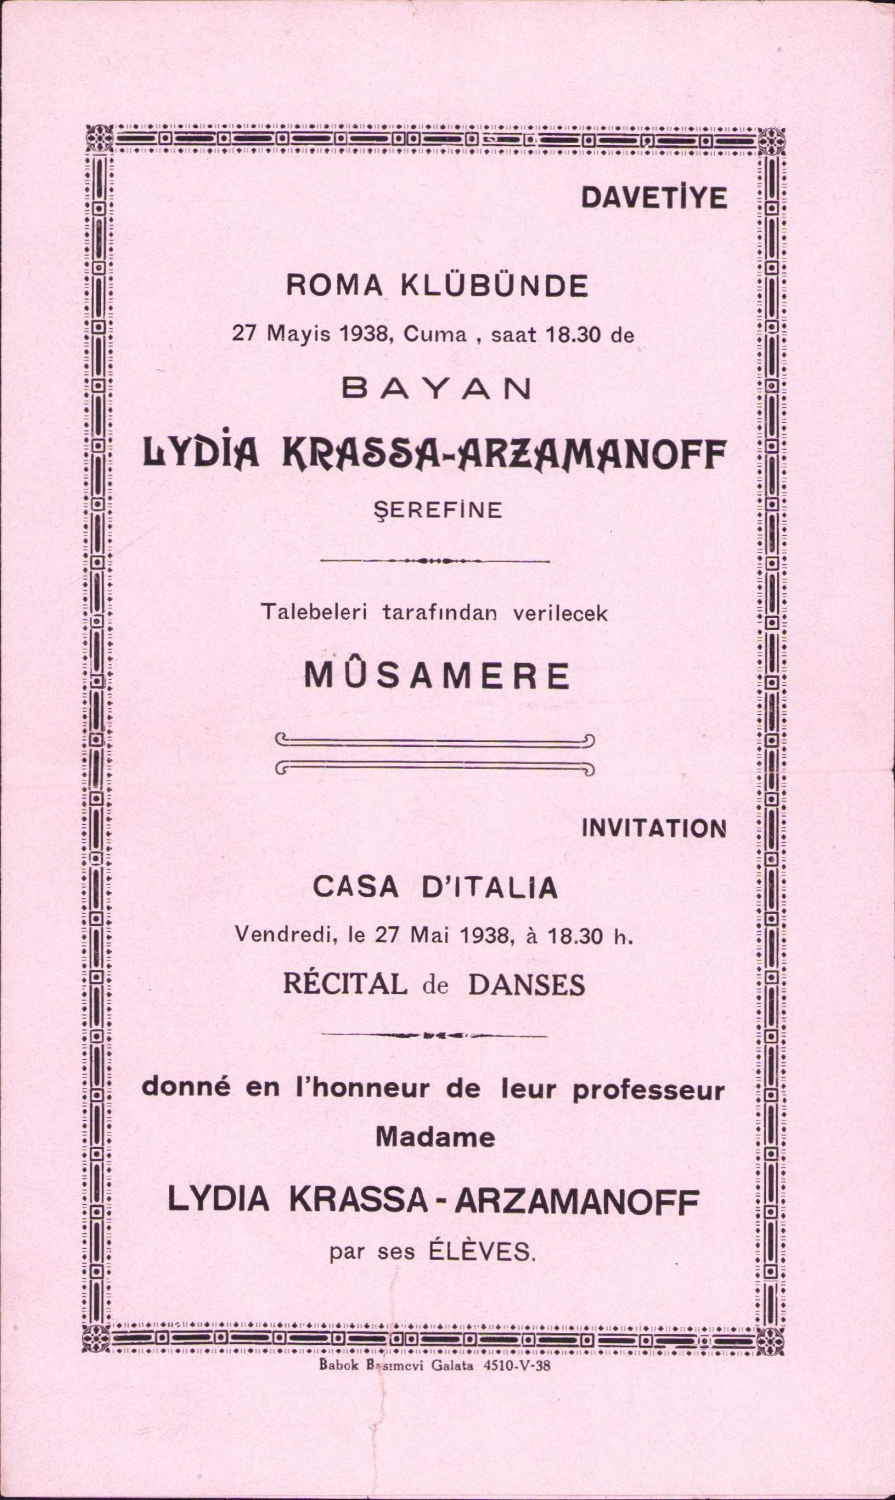 DAVETİYE
ROMA KLÜBÜNDE
27 Mayis 1938, Cuma , saat 18.30 de
BAYAN
LYDİA KRASSA-ARZAMANOFF
ŞEREFİNE
Talebeleri tarafından verilecek
MÛSAMERE
INVITATION
CASA D'ITALIA
Vendredi, le 27 Mai 1938, à 18.30 h.
RÉCITAL de DANSES
donné en l'honneur de leur professeur
Madame
LYDIA KRASSA - ARZAMANOFF
par ses ÉLÈVES.
Babok Basımevi Galata 4510-V-38